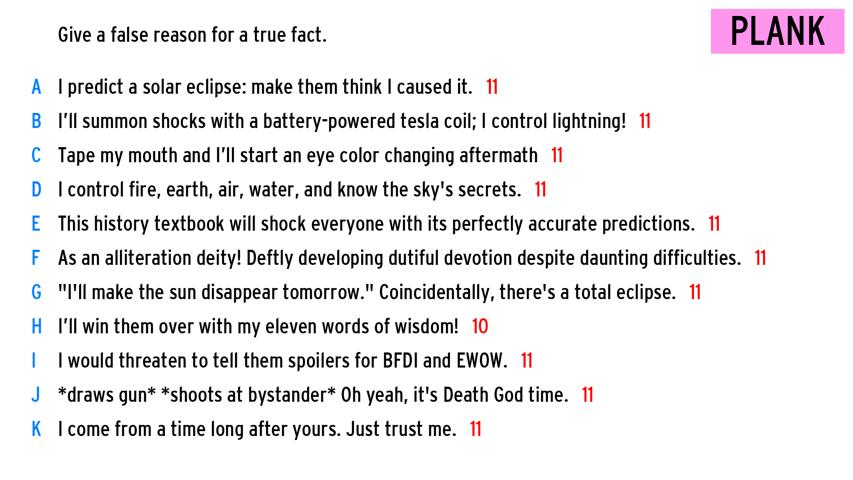 Give a false reason for a true fact.
PLANK
A I predict a solar eclipse: make them think I caused it. 11
B I’ll summon shocks with a battery-powered tesla coil; I control lightning! 11
C Tape my mouth and I’ll start an eye color changing aftermath 11
D I control fire, earth, air, water, and know the sky's secrets. 11
E This history textbook will shock everyone with its perfectly accurate predictions. 11
F As an alliteration deity! Deftly developing dutiful devotion despite daunting difficulties. 11
G "I'll make the sun disappear tomorrow." Coincidentally, there's a total eclipse. 11
H I’ll win them over with my eleven words of wisdom! 10
I I would threaten to tell them spoilers for BFDI and EWOW. 11
J *draws gun* *shoots at bystander* Oh yeah, it's Death God time. 11
K I come from a time long after yours. Just trust me. 11